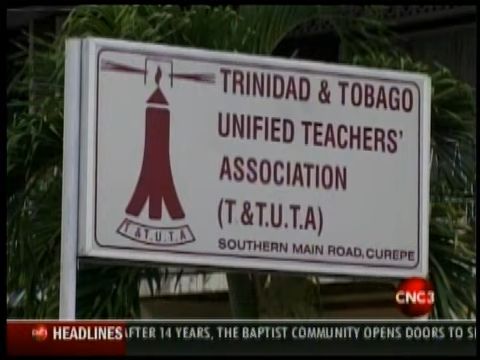 TRINIDAD & TOBAGO
UNIFIED TEACHERS'
ASSOCIATION
(T &T.U.T.A)
SOUTHERN MAIN ROAD, CUREPE
T &T.U.T.A
CNC3
HEADLINES
AFTER 14 YEARS, THE BAPTIST COMMUNITY OPENS DOORS TO